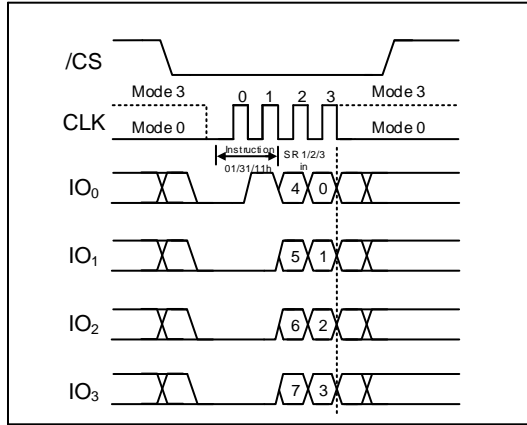 /CS
Mode 3
0 1 2 3
Mode 3
CLK
Mode 0
Mode 0
Instruction
SR 1/2/3
01/31/11h
in
IO0
4 0
IO1
5 1
IO2
6 2
IO3
7 3